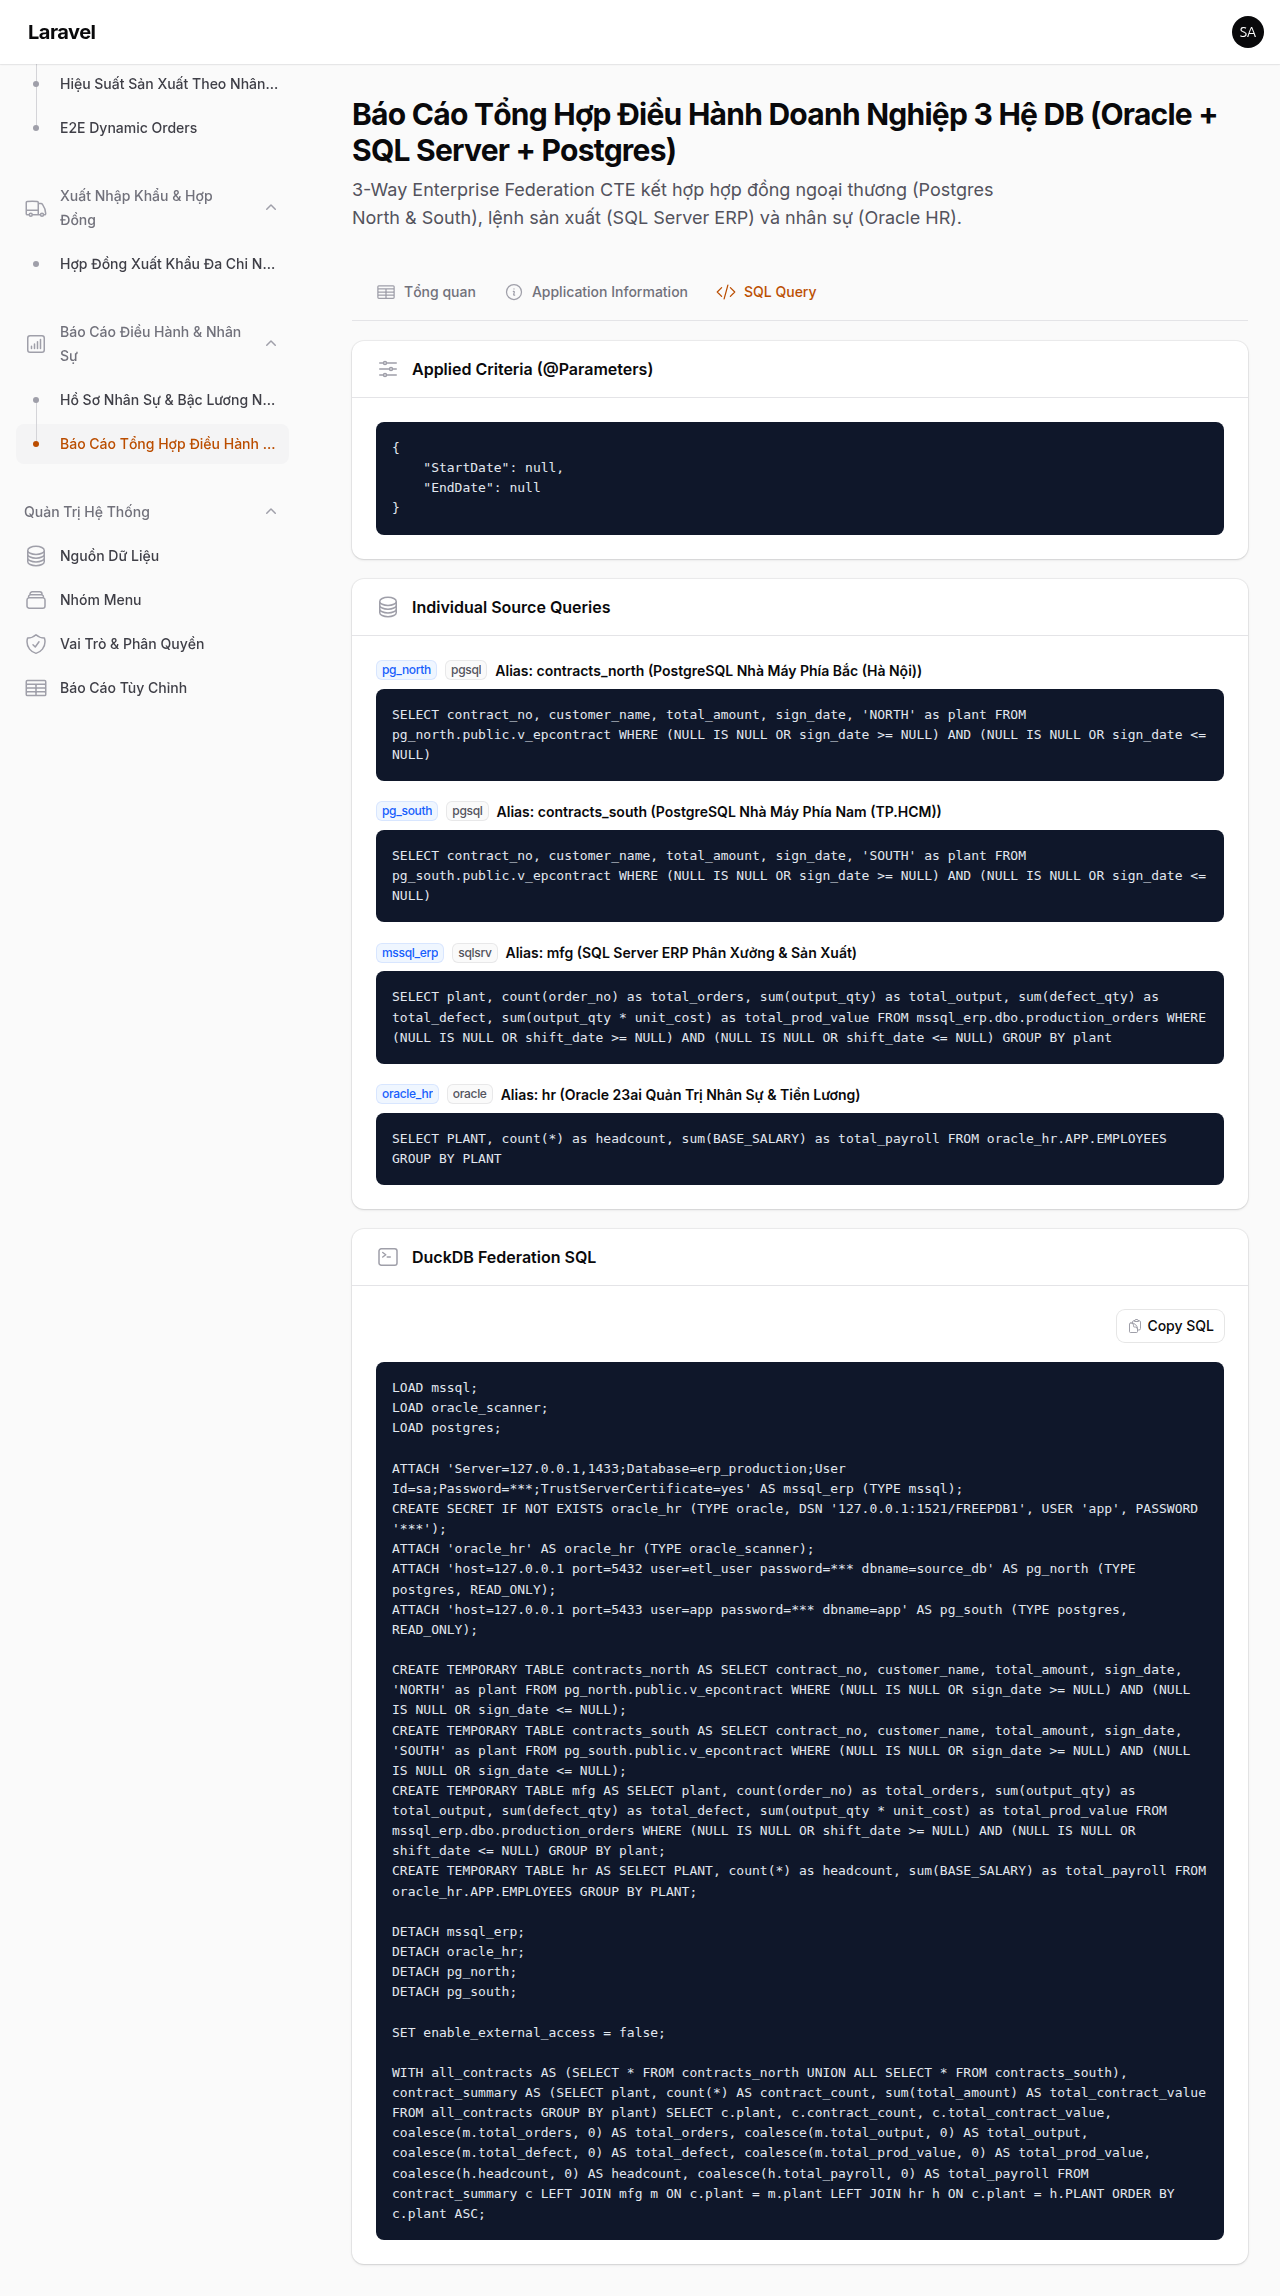 Laravel
SA
Hiệu Suất Sản Xuất Theo Nhân...
E2E Dynamic Orders
Xuất Nhập Khẩu & Hợp
Đồng
Hợp Đồng Xuất Khẩu Đa Chi N...
Báo Cáo Điều Hành & Nhân
Sự
Hồ Sơ Nhân Sự & Bậc Lương N...
Báo Cáo Tổng Hợp Điều Hành ...
Quản Trị Hệ Thống
Nguồn Dữ Liệu
Nhóm Menu
Vai Trò & Phân Quyền
Báo Cáo Tùy Chỉnh
Báo Cáo Tổng Hợp Điều Hành Doanh Nghiệp 3 Hệ DB (Oracle +
SQL Server + Postgres)
3-Way Enterprise Federation CTE kết hợp hợp đồng ngoại thương (Postgres
North & South), lệnh sản xuất (SQL Server ERP) và nhân sự (Oracle HR).
Tổng quan
Application Information
SQL Query
Applied Criteria (@Parameters)
{
    "StartDate": null,
    "EndDate": null
}
Individual Source Queries
pg_north pgsql Alias: contracts_north (PostgreSQL Nhà Máy Phía Bắc (Hà Nội))
SELECT contract_no, customer_name, total_amount, sign_date, 'NORTH' as plant FROM
pg_north.public.v_epcontract WHERE (NULL IS NULL OR sign_date >= NULL) AND (NULL IS NULL OR sign_date <=
NULL)
pg_south pgsql Alias: contracts_south (PostgreSQL Nhà Máy Phía Nam (TP.HCM))
SELECT contract_no, customer_name, total_amount, sign_date, 'SOUTH' as plant FROM
pg_south.public.v_epcontract WHERE (NULL IS NULL OR sign_date >= NULL) AND (NULL IS NULL OR sign_date <=
NULL)
mssql_erp sqlsrv Alias: mfg (SQL Server ERP Phân Xưởng & Sản Xuất)
SELECT plant, count(order_no) as total_orders, sum(output_qty) as total_output, sum(defect_qty) as
total_defect, sum(output_qty * unit_cost) as total_prod_value FROM mssql_erp.dbo.production_orders WHERE
(NULL IS NULL OR shift_date >= NULL) AND (NULL IS NULL OR shift_date <= NULL) GROUP BY plant
oracle_hr oracle Alias: hr (Oracle 23ai Quản Trị Nhân Sự & Tiền Lương)
SELECT PLANT, count(*) as headcount, sum(BASE_SALARY) as total_payroll FROM oracle_hr.APP.EMPLOYEES
GROUP BY PLANT
DuckDB Federation SQL
Copy SQL
LOAD mssql;
LOAD oracle_scanner;
LOAD postgres;
ATTACH 'Server=127.0.0.1,1433;Database=erp_production;User
Id=sa;Password=***;TrustServerCertificate=yes' AS mssql_erp (TYPE mssql);
CREATE SECRET IF NOT EXISTS oracle_hr (TYPE oracle, DSN '127.0.0.1:1521/FREEPDB1', USER 'app', PASSWORD
'***');
ATTACH 'oracle_hr' AS oracle_hr (TYPE oracle_scanner);
ATTACH 'host=127.0.0.1 port=5432 user=etl_user password=*** dbname=source_db' AS pg_north (TYPE
postgres, READ_ONLY);
ATTACH 'host=127.0.0.1 port=5433 user=app password=*** dbname=app' AS pg_south (TYPE postgres,
READ_ONLY);
CREATE TEMPORARY TABLE contracts_north AS SELECT contract_no, customer_name, total_amount, sign_date,
'NORTH' as plant FROM pg_north.public.v_epcontract WHERE (NULL IS NULL OR sign_date >= NULL) AND (NULL
IS NULL OR sign_date <= NULL);
CREATE TEMPORARY TABLE contracts_south AS SELECT contract_no, customer_name, total_amount, sign_date,
'SOUTH' as plant FROM pg_south.public.v_epcontract WHERE (NULL IS NULL OR sign_date >= NULL) AND (NULL
IS NULL OR sign_date <= NULL);
CREATE TEMPORARY TABLE mfg AS SELECT plant, count(order_no) as total_orders, sum(output_qty) as
total_output, sum(defect_qty) as total_defect, sum(output_qty * unit_cost) as total_prod_value FROM
mssql_erp.dbo.production_orders WHERE (NULL IS NULL OR shift_date >= NULL) AND (NULL IS NULL OR
shift_date <= NULL) GROUP BY plant;
CREATE TEMPORARY TABLE hr AS SELECT PLANT, count(*) as headcount, sum(BASE_SALARY) as total_payroll FROM
oracle_hr.APP.EMPLOYEES GROUP BY PLANT;
DETACH mssql_erp;
DETACH oracle_hr;
DETACH pg_north;
DETACH pg_south;
SET enable_external_access = false;
WITH all_contracts AS (SELECT * FROM contracts_north UNION ALL SELECT * FROM contracts_south),
contract_summary AS (SELECT plant, count(*) AS contract_count, sum(total_amount) AS total_contract_value
FROM all_contracts GROUP BY plant) SELECT c.plant, c.contract_count, c.total_contract_value,
coalesce(m.total_orders, 0) AS total_orders, coalesce(m.total_output, 0) AS total_output,
coalesce(m.total_defect, 0) AS total_defect, coalesce(m.total_prod_value, 0) AS total_prod_value,
coalesce(h.headcount, 0) AS headcount, coalesce(h.total_payroll, 0) AS total_payroll FROM
contract_summary c LEFT JOIN mfg m ON c.plant = m.plant LEFT JOIN hr h ON c.plant = h.PLANT ORDER BY
c.plant ASC;